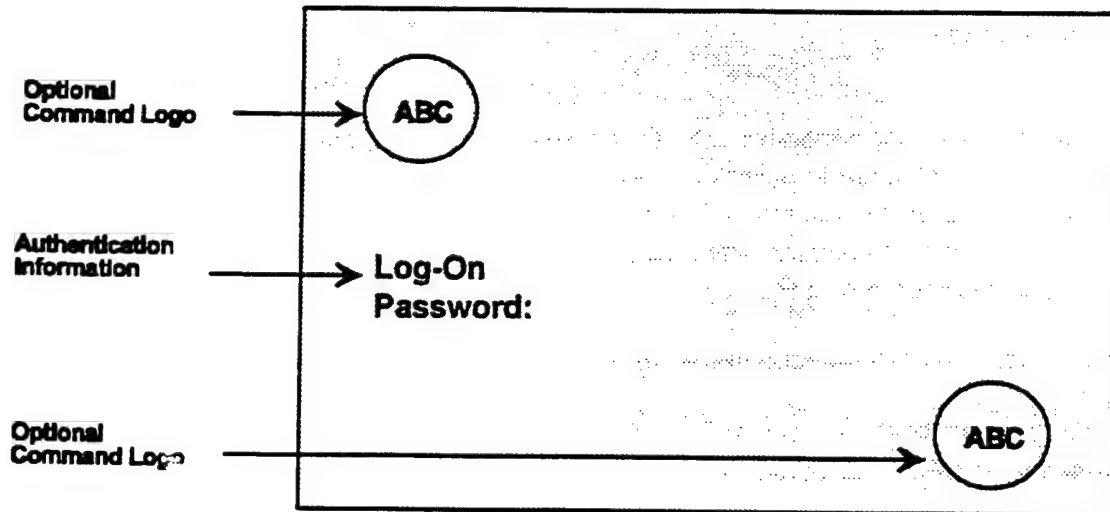 Optional
Command Logo
ABC
Authentication
Information
Log-On
Password:
Optional
Command Logo
ABC